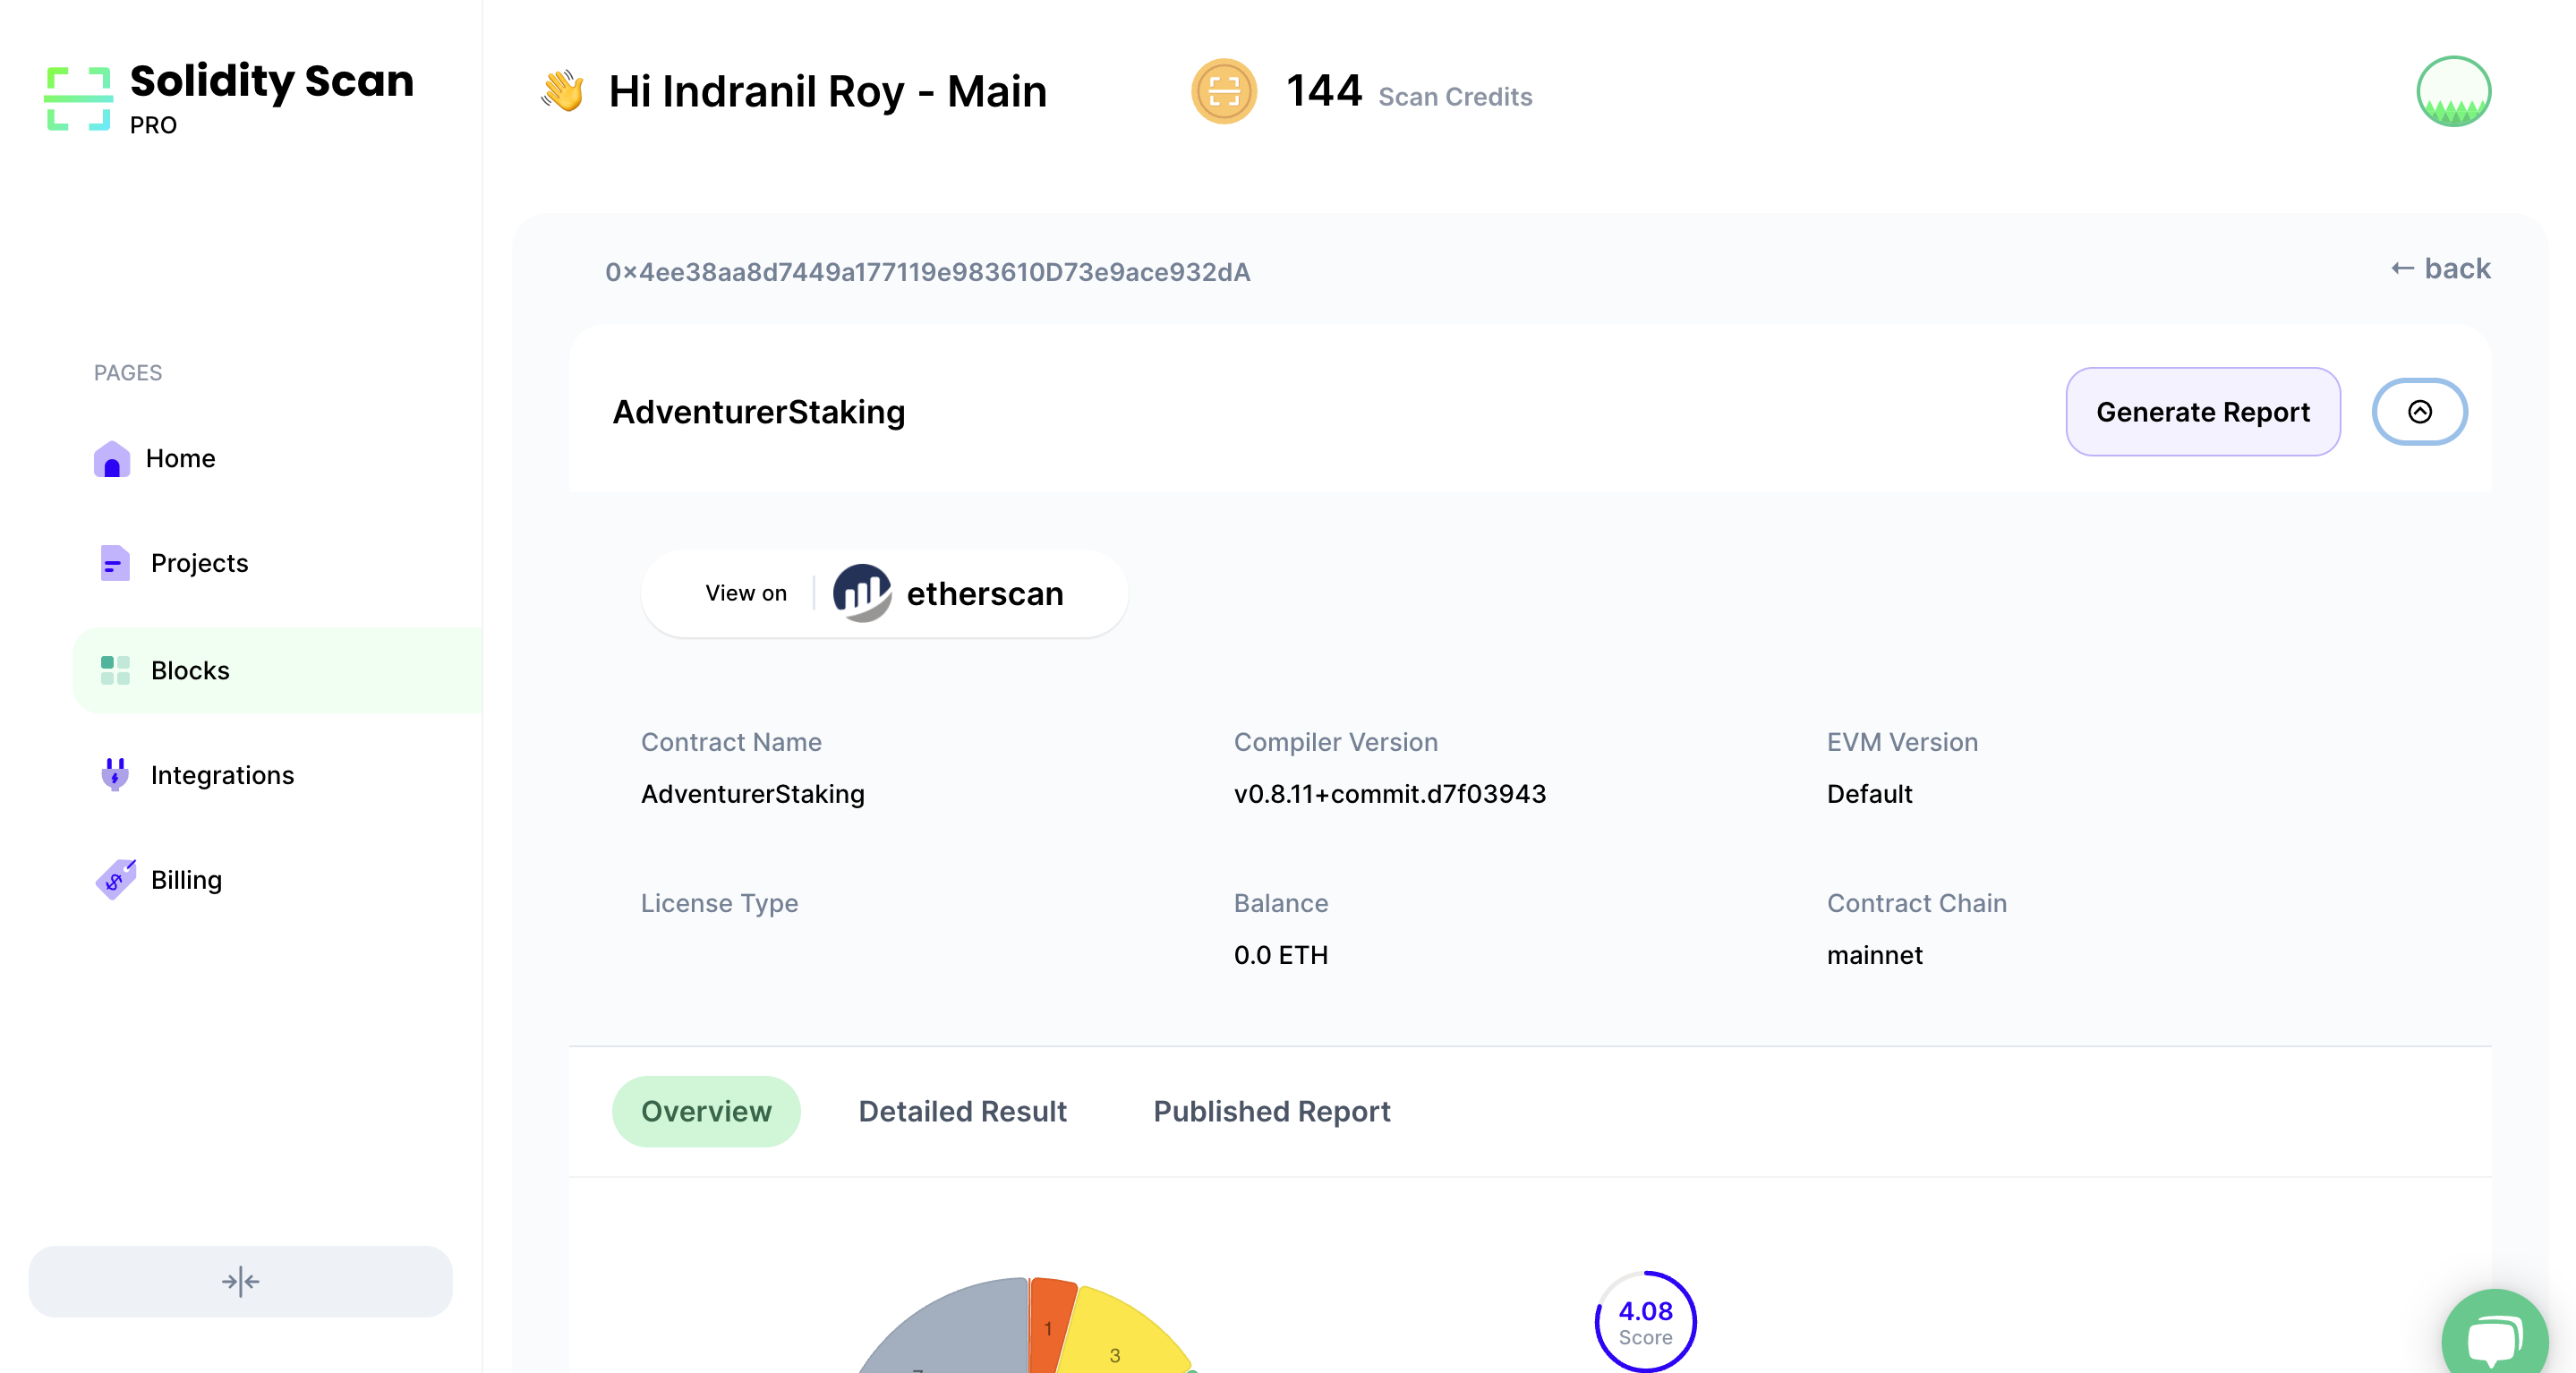 Solidity Scan
PRO
Hi Indranil Roy - Main
144 Scan Credits
0x4ee38aa8d7449a177119e983610D73e9ace932dA
← back
PAGES
Home
Projects
Blocks
Integrations
Billing
AdventurerStaking
Generate Report
View on
etherscan
Contract Name
Compiler Version
EVM Version
AdventurerStaking
v0.8.11+commit.d7f03943
Default
License Type
Balance
Contract Chain
0.0 ETH
mainnet
Overview
Detailed Result
Published Report
1
3
4.08
Score